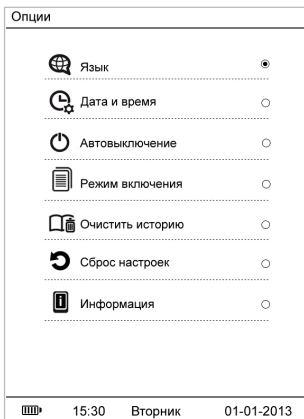 Опции
Язык
Дата и время
Автовыключение
Режим включения
Очистить историю
Сброс настроек
Информация
15:30 Вторник 01-01-2013